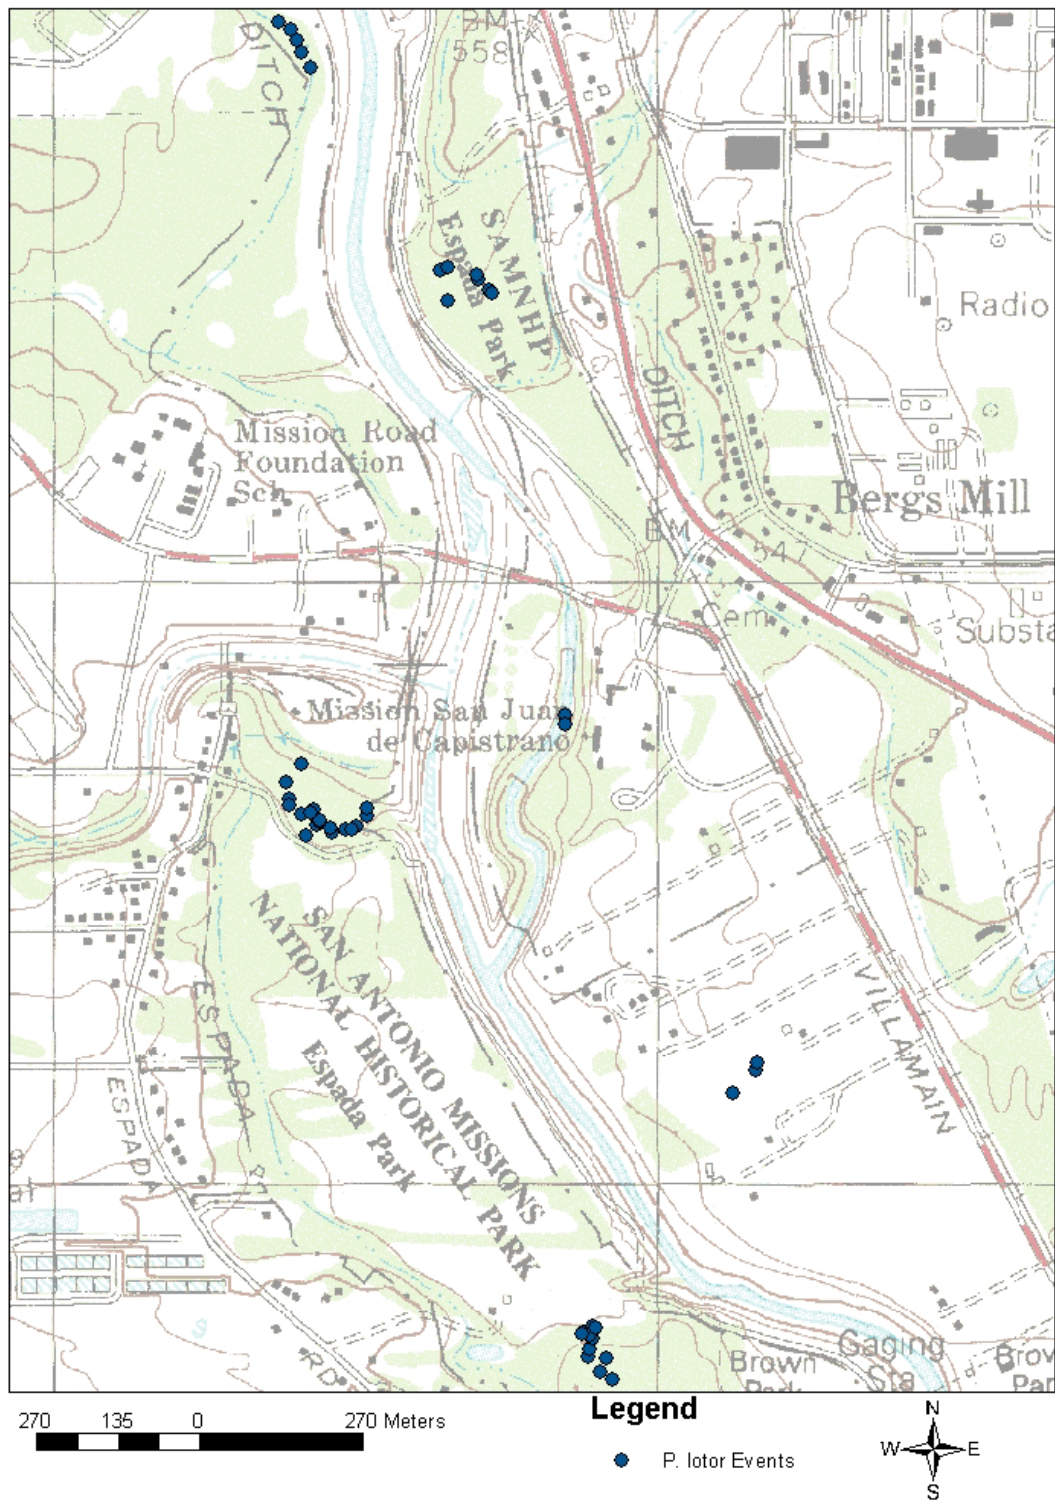 BM
558
DITCH
SAMNHP
Espada Park
Radio
DITCH
Mission Road
Foundation
Sch
Bergs Mill
BM
547
Cem
Substa
Mission San Juan
de Capistrano
SAN ANTONIO MISSIONS
NATIONAL HISTORICAL PARK
Espada Park
ESPADA
ESPADA
VILLAMAIN
al
S
RD
Gaging
Sta
Brown
Park
Brow
Par
270 135 0 270 Meters
Legend
P. lotor Events
N
W E
S